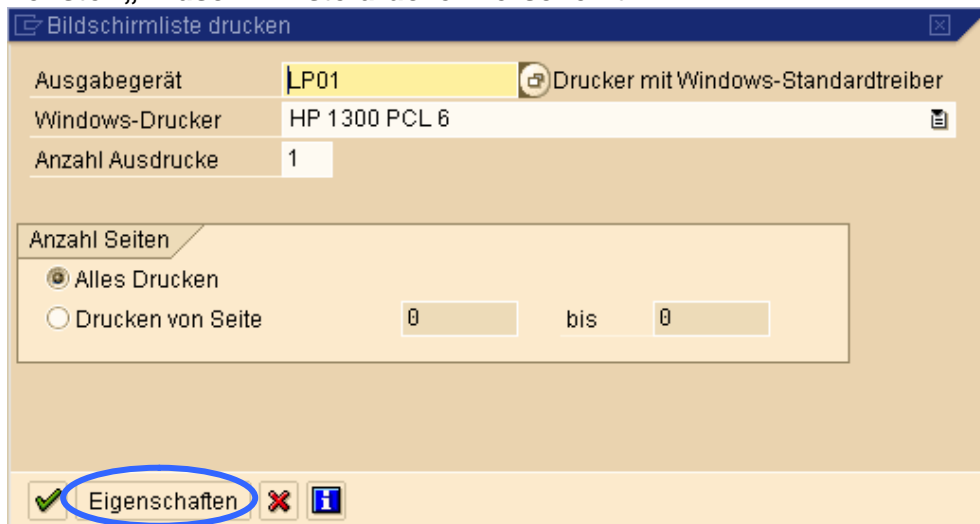 Bildschirmliste drucken
Ausgabegerät LP01 Drucker mit Windows-Standardtreiber
Windows-Drucker HP 1300 PCL 6
Anzahl Ausdrucke 1
Anzahl Seiten
Alles Drucken
Drucken von Seite 0 bis 0
Eigenschaften